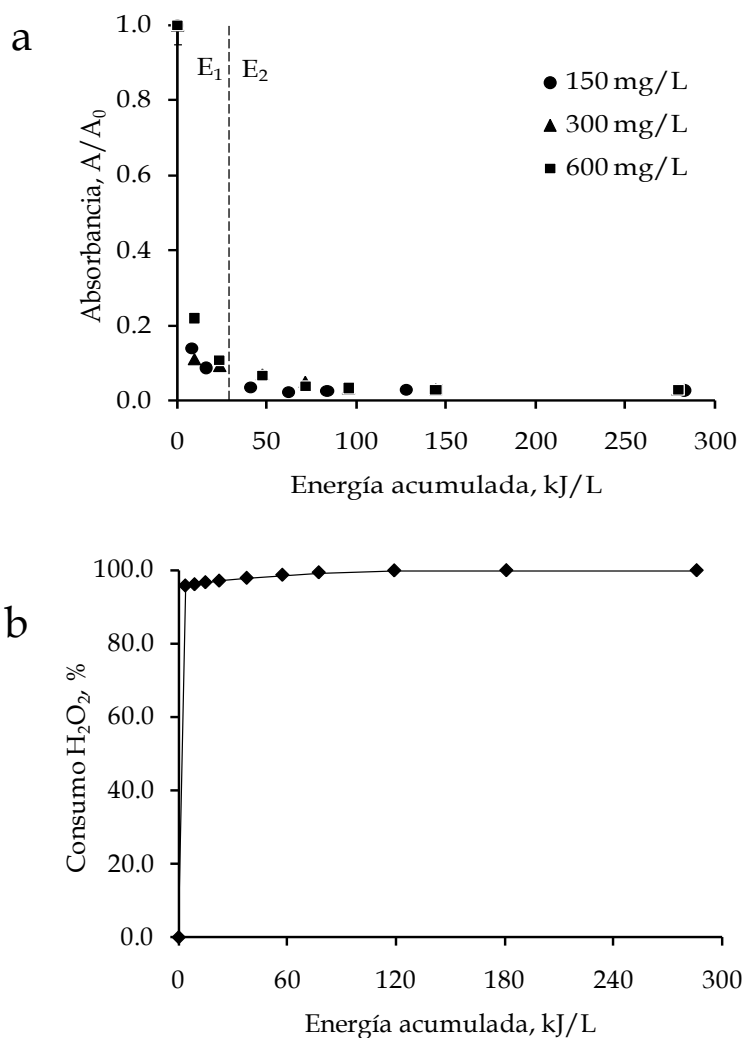 a
Absorbancia, A/A₀
1.0
0.8
0.6
0.4
0.2
0.0
E₁ E₂
150 mg/L
300 mg/L
600 mg/L
0 50 100 150 200 250 300
Energía acumulada, kJ/L
b
Consumo H₂O₂, %
100.0
80.0
60.0
40.0
20.0
0.0
0 60 120 180 240 300
Energía acumulada, kJ/L